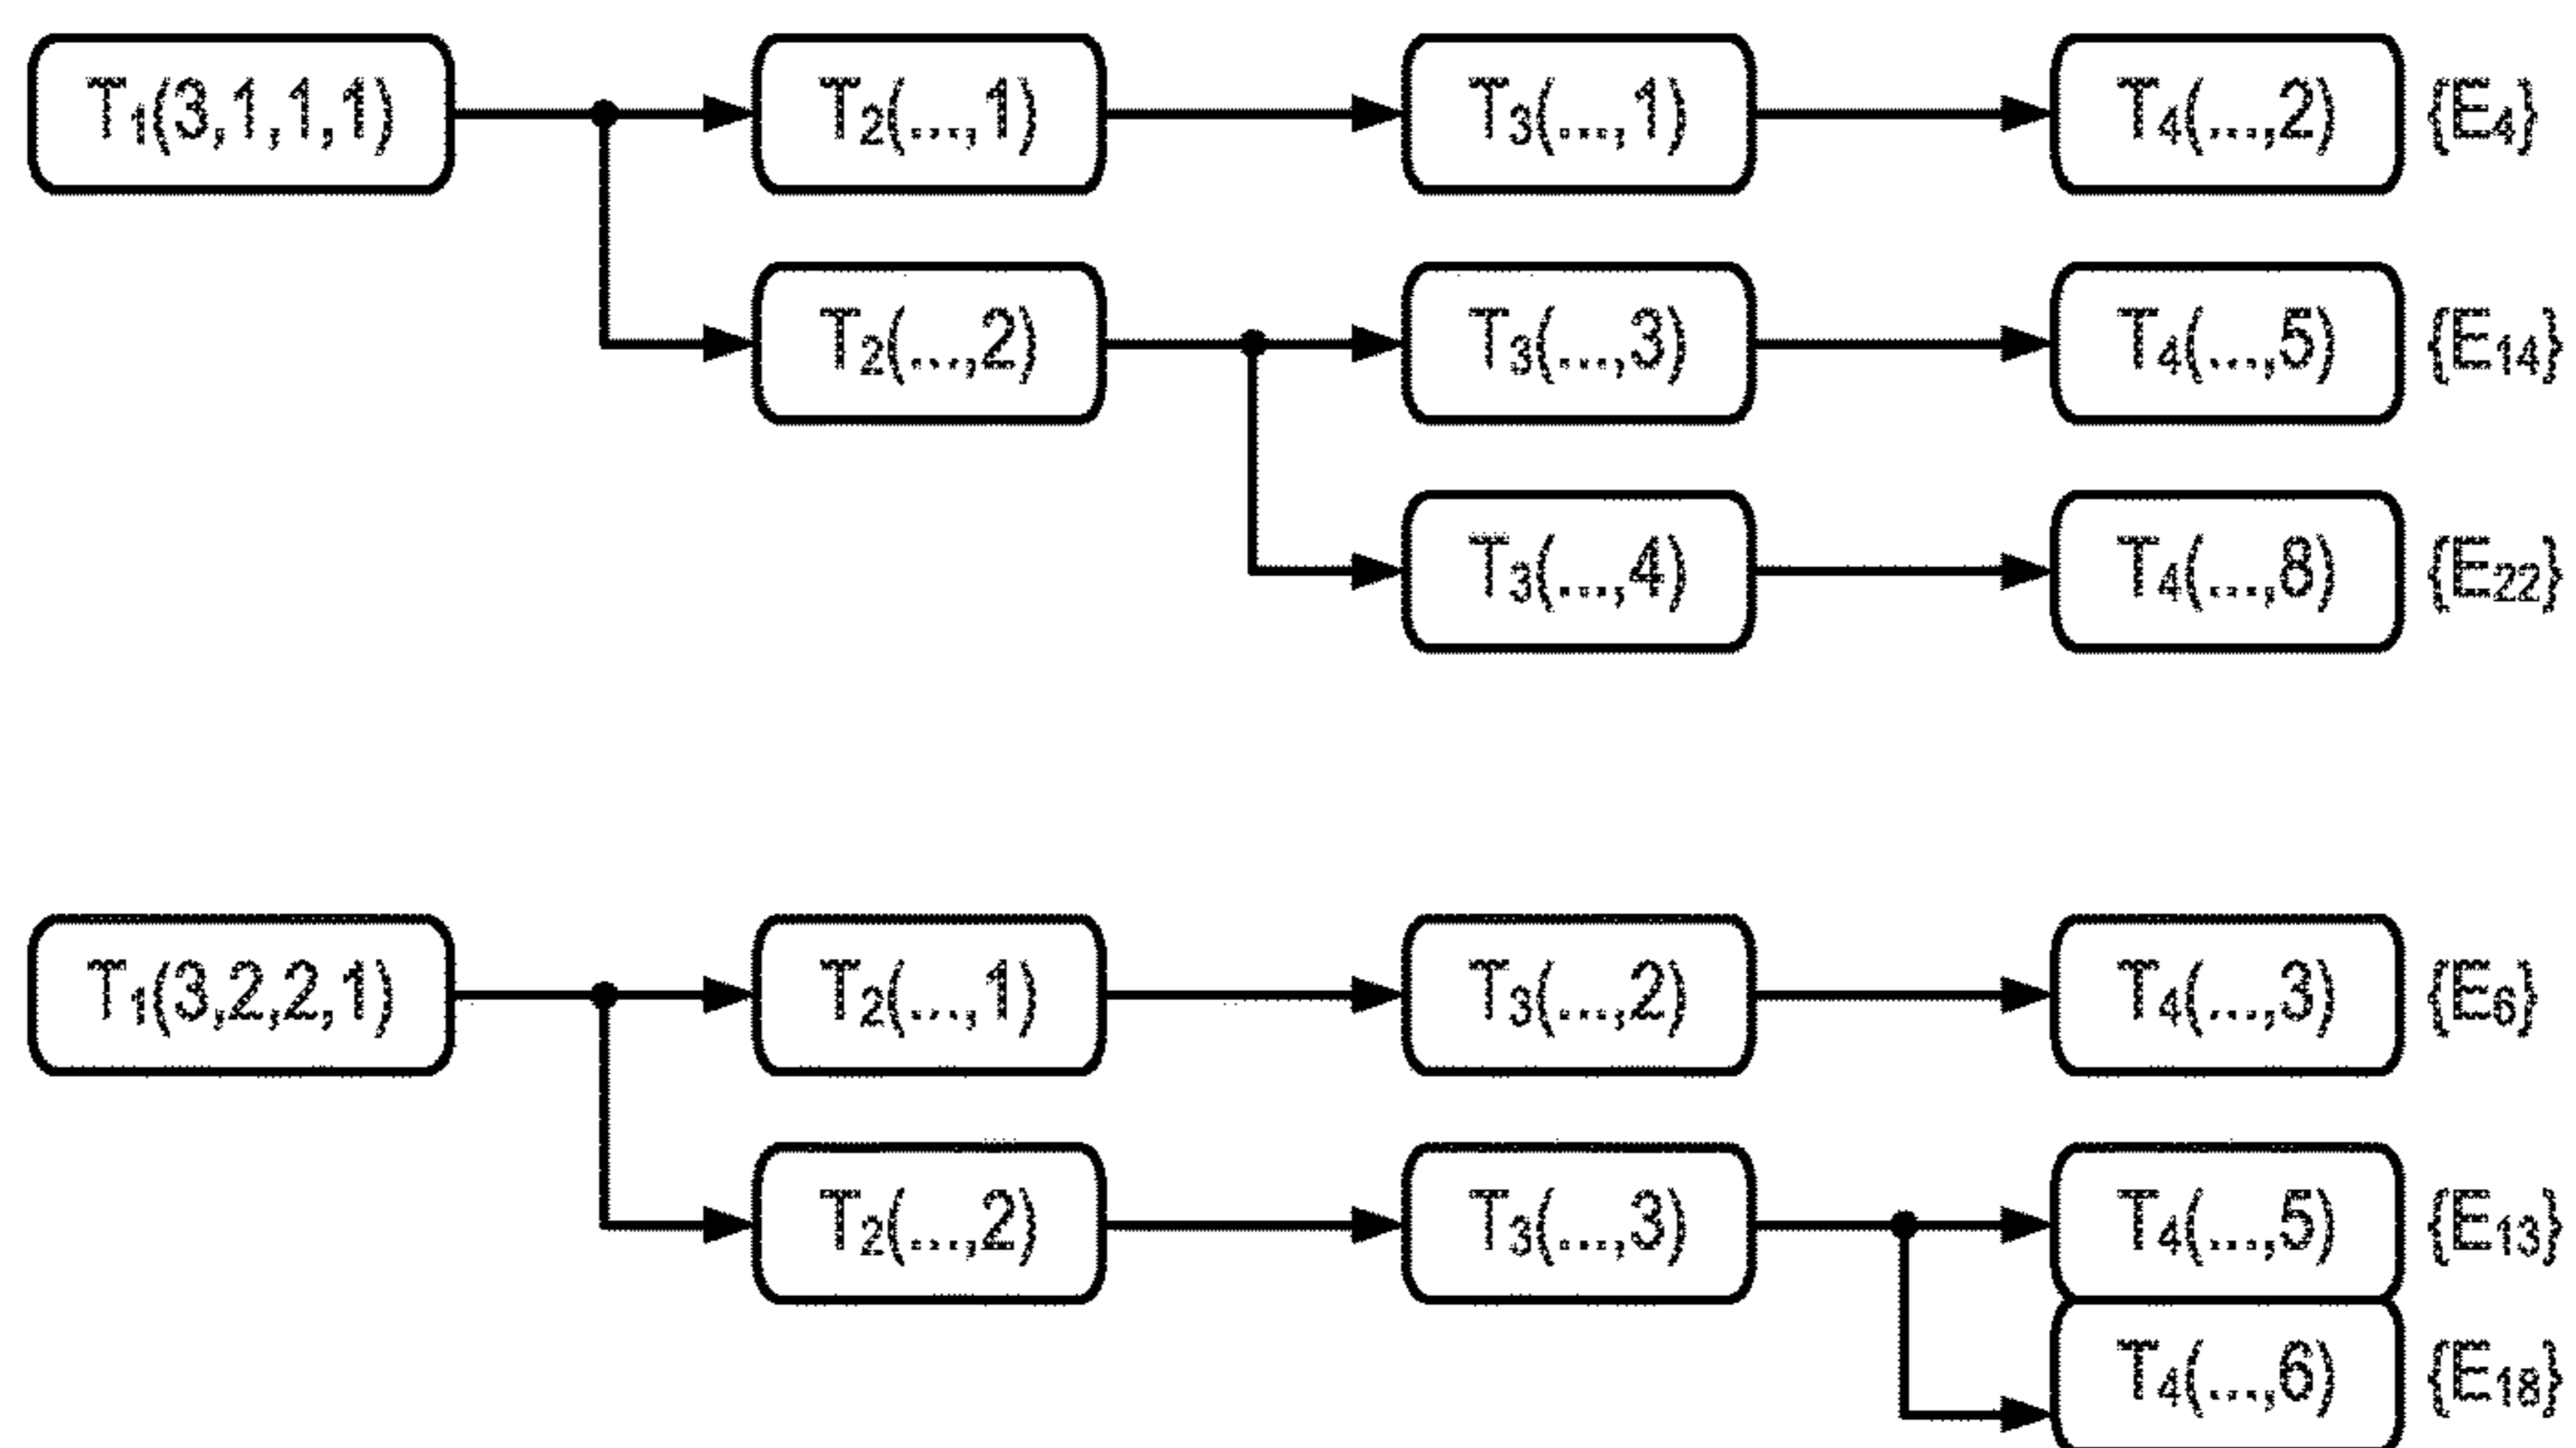 T₁(3,1,1,1) T₂(...,1) T₃(...,1) T₄(...,2) {E₄}
T₂(...,2) T₃(...,3) T₄(...,5) {E₁₄}
T₃(...,4) T₄(...,8) {E₂₂}
T₁(3,2,2,1) T₂(...,1) T₃(...,2) T₄(...,3) {E₆}
T₂(...,2) T₃(...,3) T₄(...,5) {E₁₃}
T₄(...,6) {E₁₈}